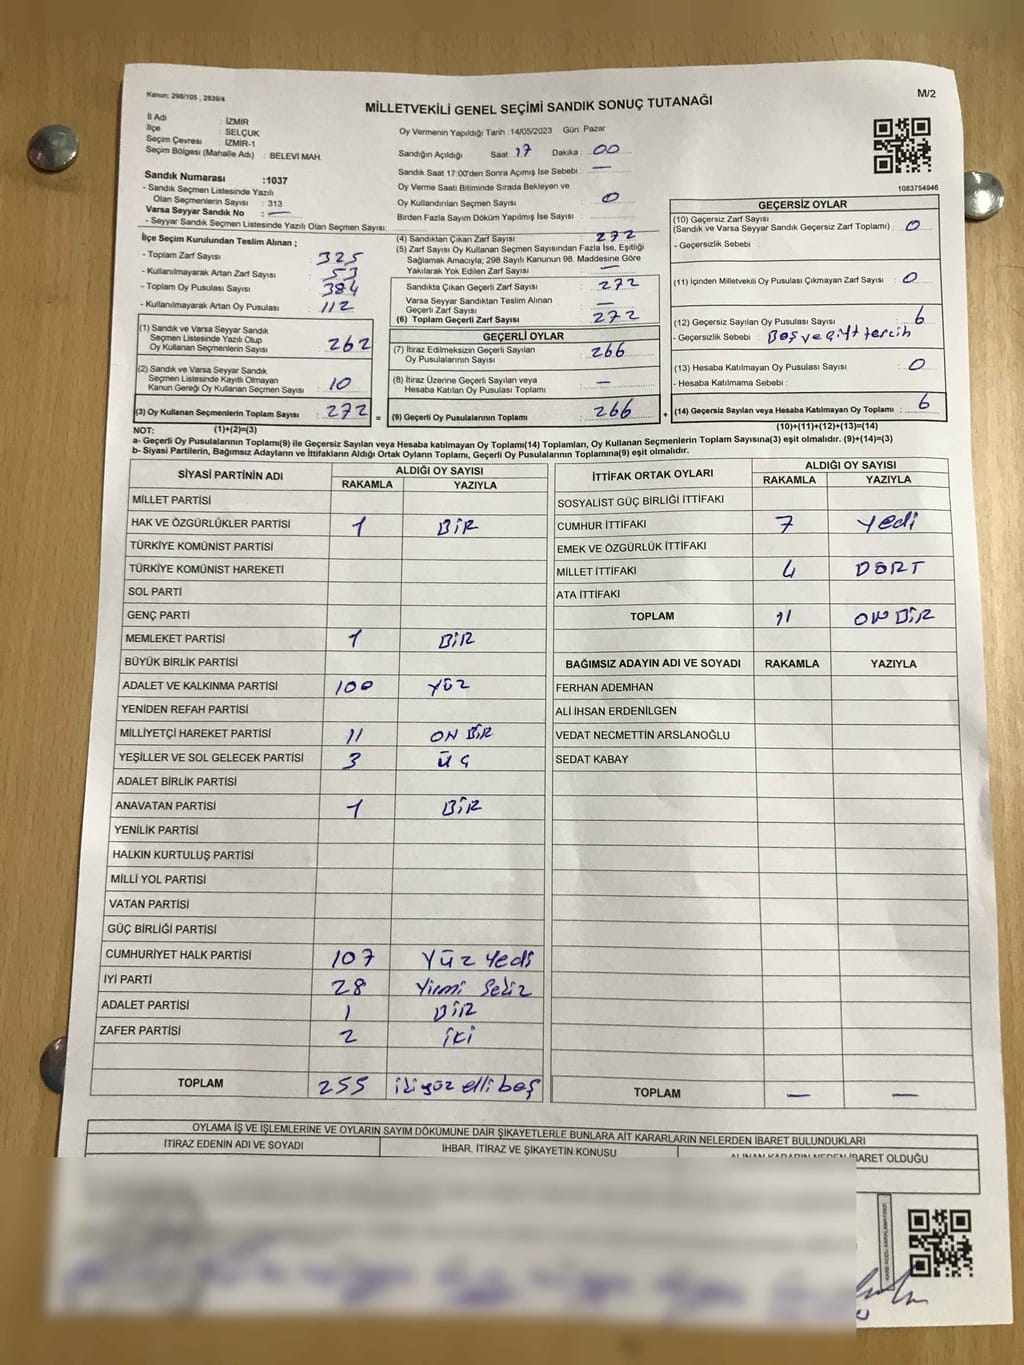 Kanun: 298/105 , 2839/4
MİLLETVEKİLİ GENEL SEÇİMİ SANDIK SONUÇ TUTANAĞI
M/2
İl Adı : İZMİR
İlçe : SELÇUK
Seçim Çevresi : İZMİR-1
Seçim Bölgesi (Mahalle Adı) : BELEVİ MAH.
Oy Vermenin Yapıldığı Tarih 14/05/2023 Gün Pazar
Sandığın Açıldığı Saat 17 Dakika : 00
Sandık Saat 17:00'den Sonra Açımış İse Sebebi : —
Oy Verme Saati Bitiminde Sırada Bekleyen ve
Oy Kullandırılan Seçmen Sayısı : 0
Birden Fazla Sayım Döküm Yapılmış İse Sayısı :
1083754946
Sandık Numarası :1037
- Sandık Seçmen Listesinde Yazılı
Olan Seçmenlerin Sayısı : 313
Varsa Seyyar Sandık No : —
- Seyyar Sandık Seçmen Listesinde Yazılı Olan Seçmen Sayısı :
İlçe Seçim Kurulundan Teslim Alınan ;
- Toplam Zarf Sayısı : 325
- Kullanılmayarak Artan Zarf Sayısı : 53
- Toplam Oy Pusulası Sayısı : 384
- Kullanılmayarak Artan Oy Pusulası : 112
(1) Sandık ve Varsa Seyyar Sandık
Seçmen Listesinde Yazılı Olup
Oy Kullanan Seçmenlerin Sayısı : 262
(2) Sandık ve Varsa Seyyar Sandık
Seçmen Listesinde Kayıtlı Olmayan
Kanun Gereği Oy Kullanan Seçmen Sayısı : 10
(3) Oy Kullanan Seçmenlerin Toplam Sayısı : 272 =
(1)+(2)=(3)
(4) Sandıktan Çıkan Zarf Sayısı : 272
(5) Zarf Sayısı Oy Kullanan Seçmen Sayısından Fazla İse, Eşitliği
Sağlamak Amacıyla; 298 Sayılı Kanunun 98. Maddesine Göre
Yakılarak Yok Edilen Zarf Sayısı : —
Sandıkta Çıkan Geçerli Zarf Sayısı : 272
Varsa Seyyar Sandıktan Teslim Alınan
Geçerli Zarf Sayısı : —
(6) Toplam Geçerli Zarf Sayısı : 272
GEÇERLİ OYLAR
(7) İtiraz Edilmeksizin Geçerli Sayılan
Oy Pusulalarının Sayısı : 266
(8) İtiraz Üzerine Geçerli Sayılan veya
Hesaba Katılan Oy Pusulası Toplamı : —
(9) Geçerli Oy Pusulalarının Toplamı : 266 +
GEÇERSİZ OYLAR
(10) Geçersiz Zarf Sayısı
(Sandık ve Varsa Seyyar Sandık Geçersiz Zarf Toplamı) : 0
- Geçersizlik Sebebi :
(11) İçinden Milletvekili Oy Pusulası Çıkmayan Zarf Sayısı : 0
(12) Geçersiz Sayılan Oy Pusulası Sayısı : 6
- Geçersizlik Sebebi : Boş ve çift tercih
(13) Hesaba Katılmayan Oy Pusulası Sayısı : 0
- Hesaba Katılmama Sebebi :
(14) Geçersiz Sayılan veya Hesaba Katılmayan Oy Toplamı : 6
(10)+(11)+(12)+(13)=(14)
NOT:
a- Geçerli Oy Pusulalarının Toplamı(9) ile Geçersiz Sayılan veya Hesaba katılmayan Oy Toplamı(14) Toplamları, Oy Kullanan Seçmenlerin Toplam Sayısına(3) eşit olmalıdır. (9)+(14)=(3)
b- Siyasi Partilerin, Bağımsız Adayların ve İttifakların Aldığı Ortak Oyların Toplamı, Geçerli Oy Pusulalarının Toplamına(9) eşit olmalıdır.
SİYASİ PARTİNİN ADI ALDIĞI OY SAYISI
RAKAMLA YAZIYLA
MİLLET PARTİSİ
HAK VE ÖZGÜRLÜKLER PARTİSİ 1 BİR
TÜRKİYE KOMÜNİST PARTİSİ
TÜRKİYE KOMÜNİST HAREKETİ
SOL PARTİ
GENÇ PARTİ
MEMLEKET PARTİSİ 1 BİR
BÜYÜK BİRLİK PARTİSİ
ADALET VE KALKINMA PARTİSİ 100 YÜZ
YENİDEN REFAH PARTİSİ
MİLLİYETÇİ HAREKET PARTİSİ 11 ON BİR
YEŞİLLER VE SOL GELECEK PARTİSİ 3 ÜÇ
ADALET BİRLİK PARTİSİ
ANAVATAN PARTİSİ 1 BİR
YENİLİK PARTİSİ
HALKIN KURTULUŞ PARTİSİ
MİLLİ YOL PARTİSİ
VATAN PARTİSİ
GÜÇ BİRLİĞİ PARTİSİ
CUMHURİYET HALK PARTİSİ 107 Yüz Yedi
İYİ PARTİ 28 Yirmi Sekiz
ADALET PARTİSİ 1 BİR
ZAFER PARTİSİ 2 iki
TOPLAM 255 ikiyüz elli beş
İTTİFAK ORTAK OYLARI ALDIĞI OY SAYISI
RAKAMLA YAZIYLA
SOSYALİST GÜÇ BİRLİĞİ İTTİFAKI
CUMHUR İTTİFAKI 7 Yedi
EMEK VE ÖZGÜRLÜK İTTİFAKI
MİLLET İTTİFAKI 4 DÖRT
ATA İTTİFAKI
TOPLAM 11 ON BİR
BAĞIMSIZ ADAYIN ADI VE SOYADI RAKAMLA YAZIYLA
FERHAN ADEMHAN
ALİ İHSAN ERDENİLGEN
VEDAT NECMETTİN ARSLANOĞLU
SEDAT KABAY
TOPLAM — —
OYLAMA İŞ VE İŞLEMLERİNE VE OYLARIN SAYIM DÖKÜMÜNE DAİR ŞİKAYETLERLE BUNLARA AİT KARARLARIN NELERDEN İBARET BULUNDUKLARI
İTİRAZ EDENİN ADI VE SOYADI İHBAR, İTİRAZ VE ŞİKAYETİN KONUSU ALINAN KARARIN NEDEN İBARET OLDUĞU